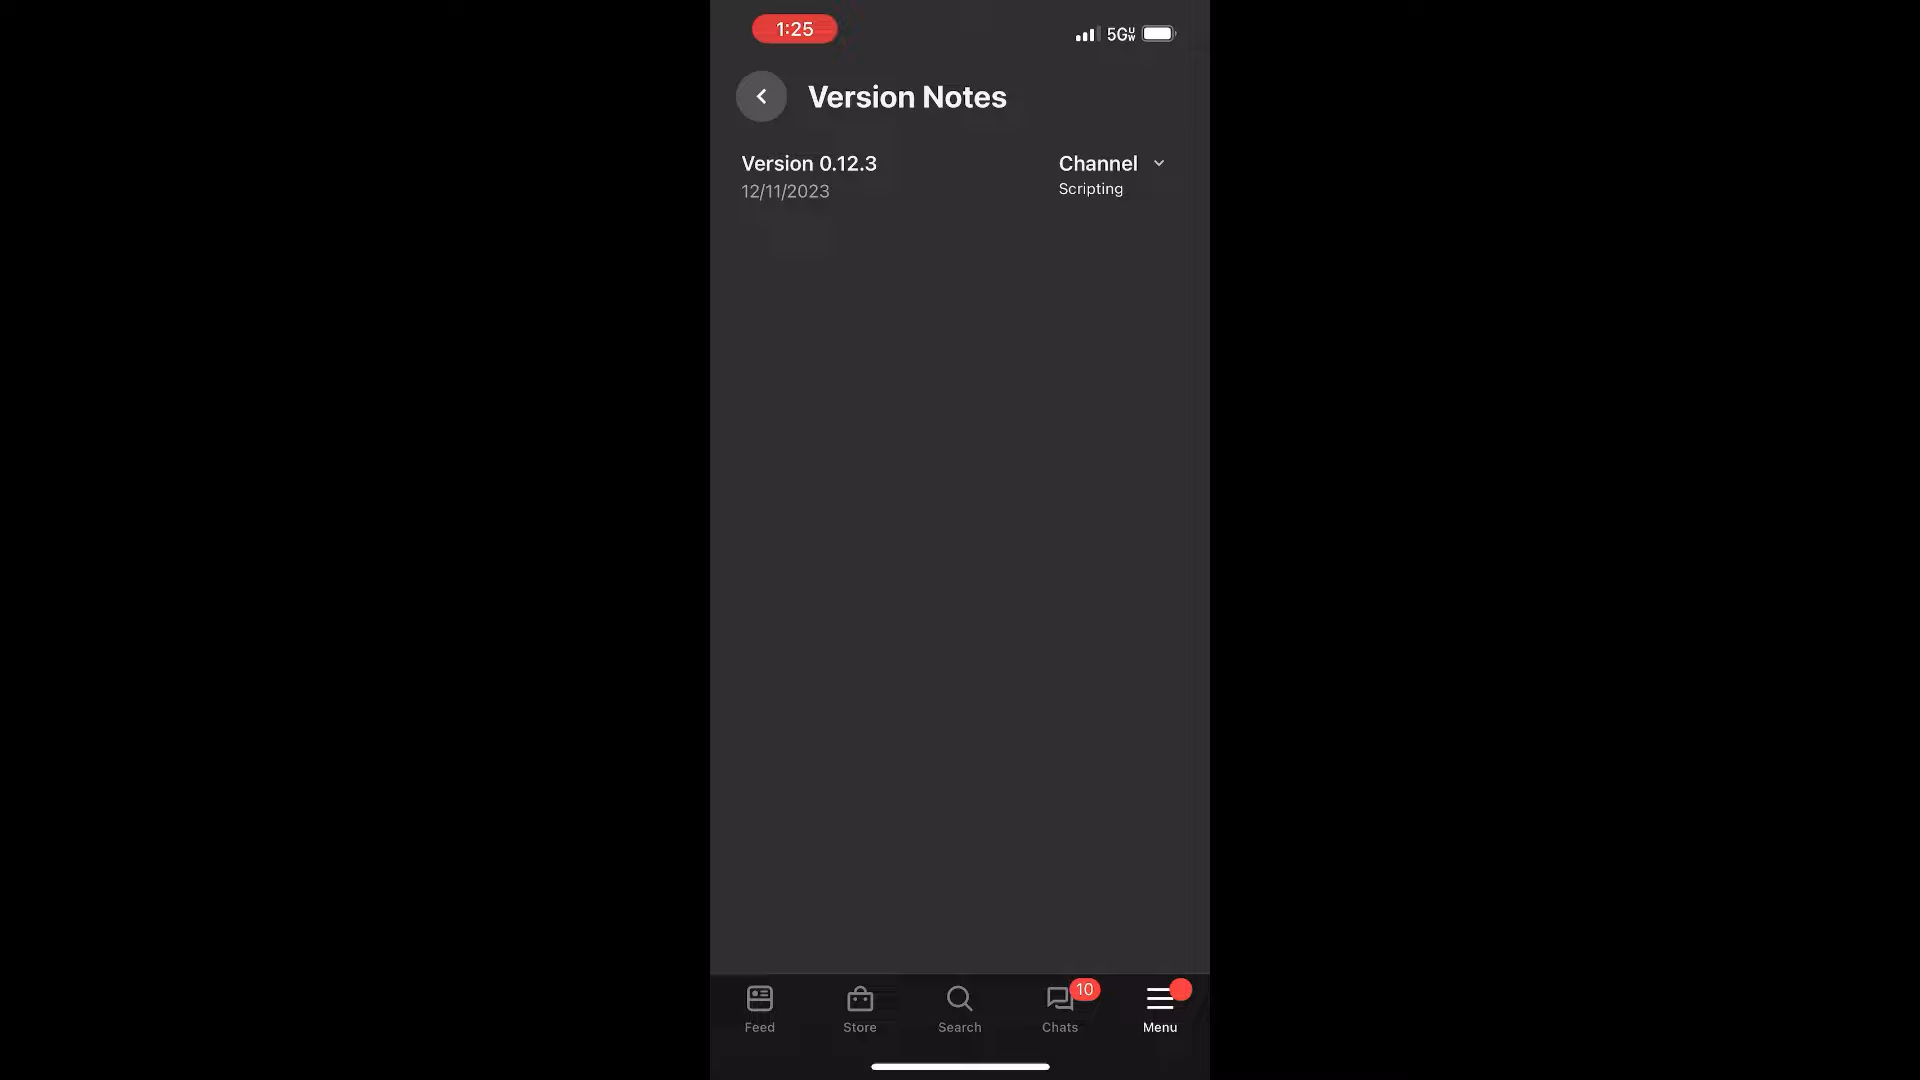 1:25
5GUW
Version Notes
Version 0.12.3
12/11/2023
Channel
Scripting
10
Feed
Store
Search
Chats
Menu